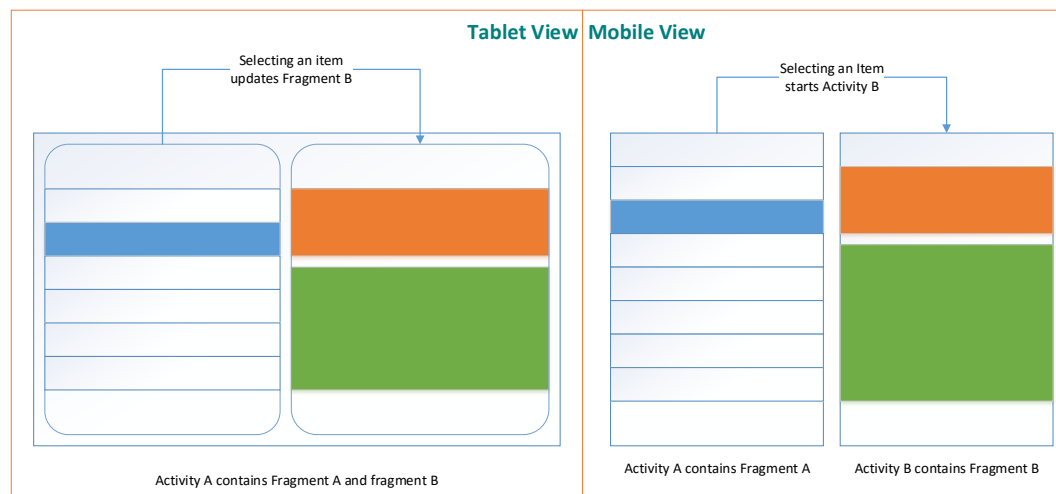 Tablet View Mobile View
Selecting an item
updates Fragment B
Selecting an Item
starts Activity B
Activity A contains Fragment A and fragment B
Activity A contains Fragment A
Activity B contains Fragment B